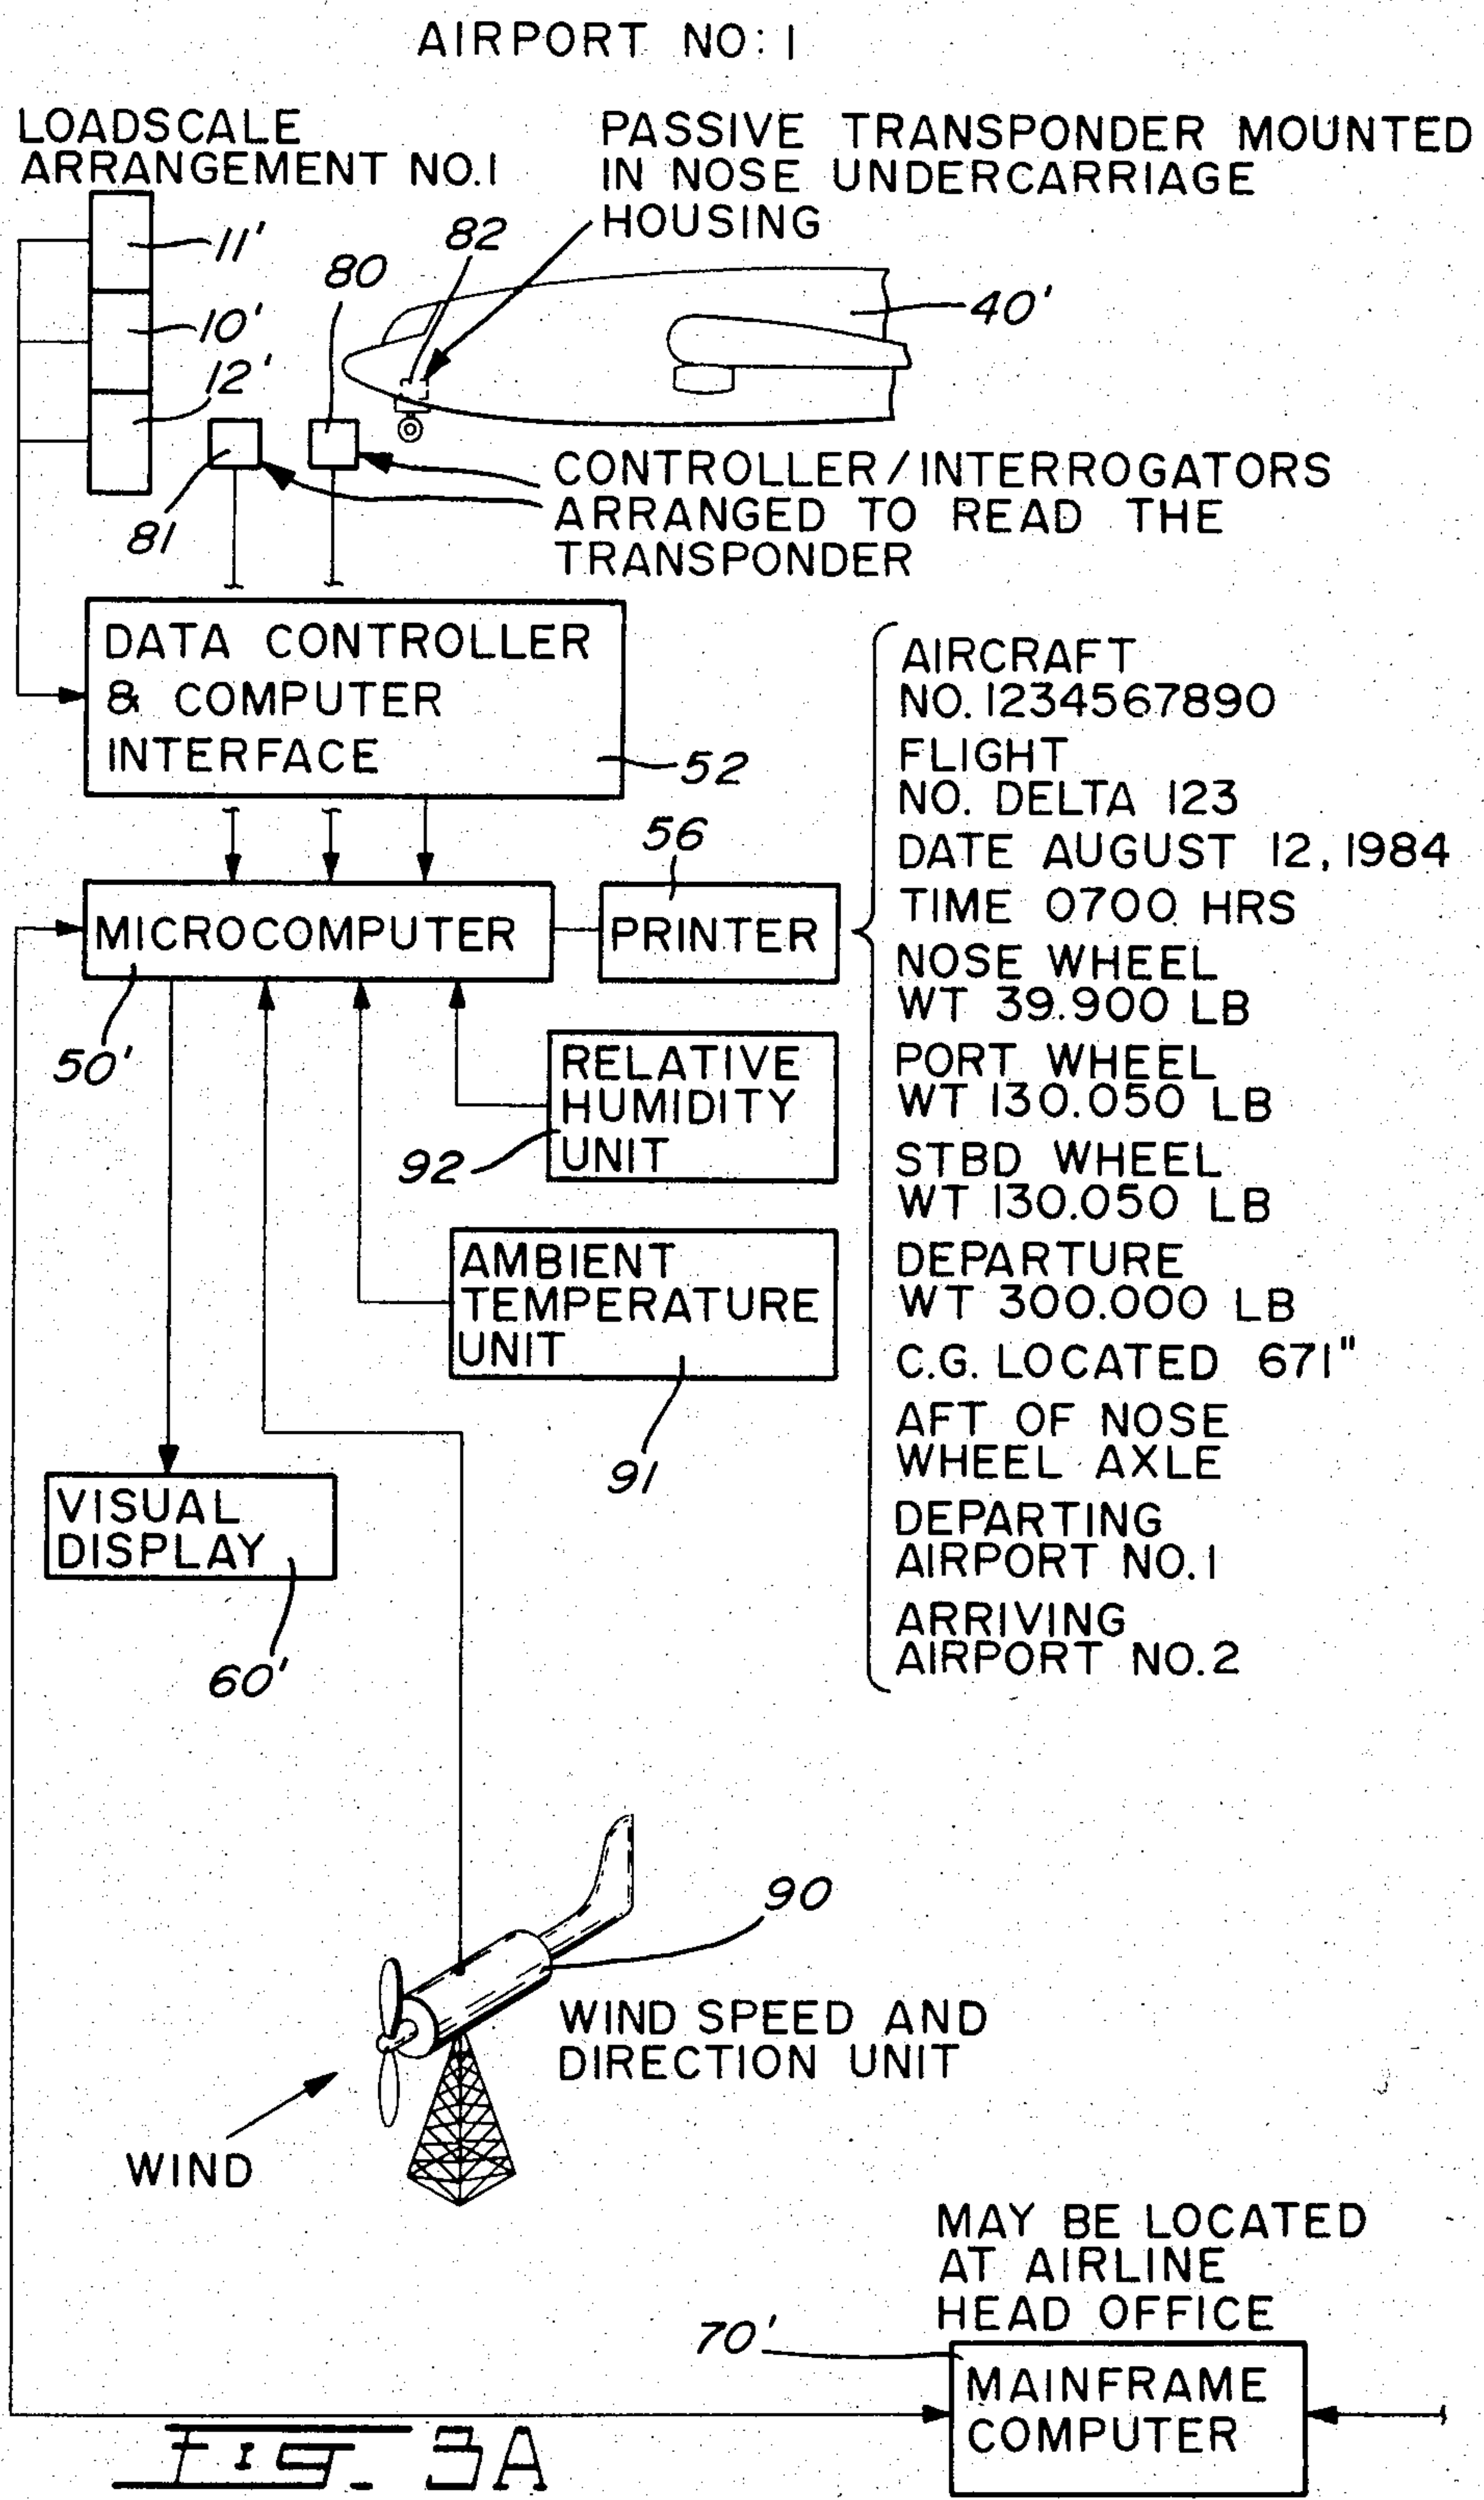 AIRPORT NO: 1
LOADSCALE
ARRANGEMENT NO.1
PASSIVE TRANSPONDER MOUNTED
IN NOSE UNDERCARRIAGE
HOUSING
11'
82
80
10'
40'
12'
81
CONTROLLER/INTERROGATORS
ARRANGED TO READ THE
TRANSPONDER
DATA CONTROLLER
& COMPUTER
INTERFACE
52
56
MICROCOMPUTER
PRINTER
50'
RELATIVE
HUMIDITY
UNIT
92
AMBIENT
TEMPERATURE
UNIT
91
VISUAL
DISPLAY
60'
AIRCRAFT
NO. 1234567890
FLIGHT
NO. DELTA 123
DATE AUGUST 12, 1984
TIME 0700 HRS
NOSE WHEEL
WT 39.900 LB
PORT WHEEL
WT 130.050 LB
STBD WHEEL
WT 130.050 LB
DEPARTURE
WT 300.000 LB
C.G. LOCATED 671"
AFT OF NOSE
WHEEL AXLE
DEPARTING
AIRPORT NO.1
ARRIVING
AIRPORT NO.2
90
WIND SPEED AND
DIRECTION UNIT
WIND
MAY BE LOCATED
AT AIRLINE
HEAD OFFICE
70'
MAINFRAME
COMPUTER
FIG. 3A